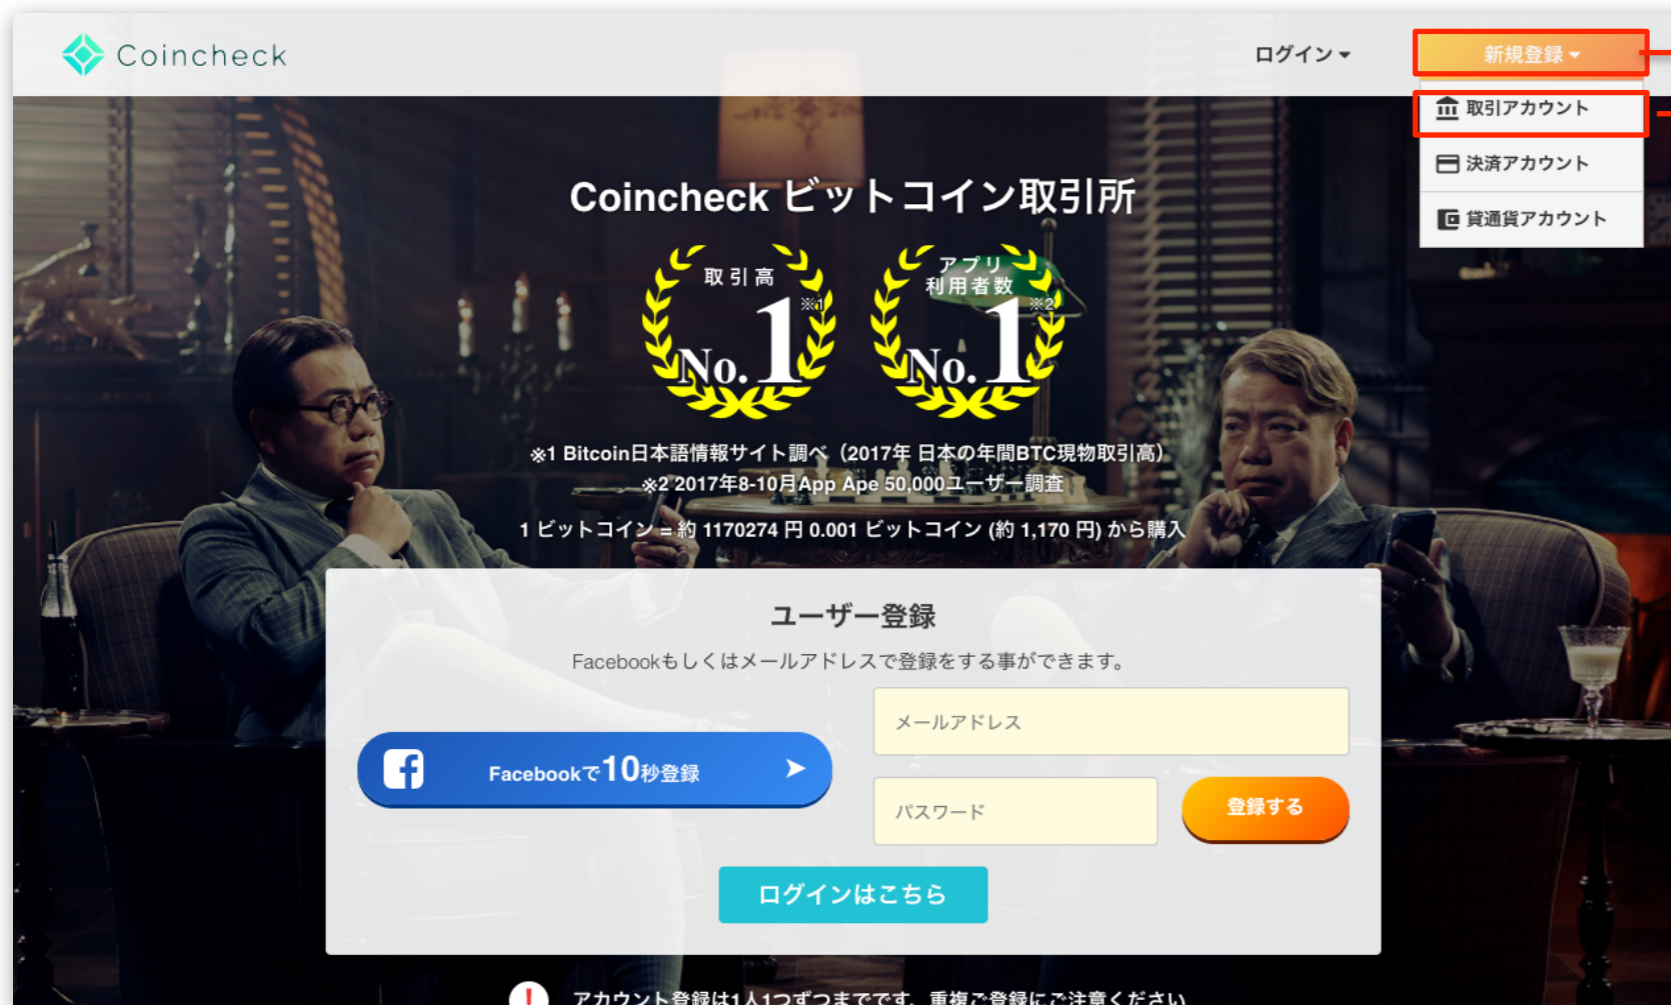 Coincheck
ログイン
新規登録
取引アカウント
決済アカウント
貸通貨アカウント
Coincheck ビットコイン取引所
取引高
※1
No.1
アプリ
利用者数
※2
No.1
※1 Bitcoin日本語情報サイト調べ（2017年 日本の年間BTC現物取引高）
※2 2017年8-10月App Ape 50,000ユーザー調査
1 ビットコイン = 約 1170274 円 0.001 ビットコイン (約 1,170 円) から購入
ユーザー登録
Facebookもしくはメールアドレスで登録をする事ができます。
メールアドレス
Facebookで10秒登録
パスワード
登録する
ログインはこちら
アカウント登録は1人1つずつまでです。重複ご登録にご注意ください